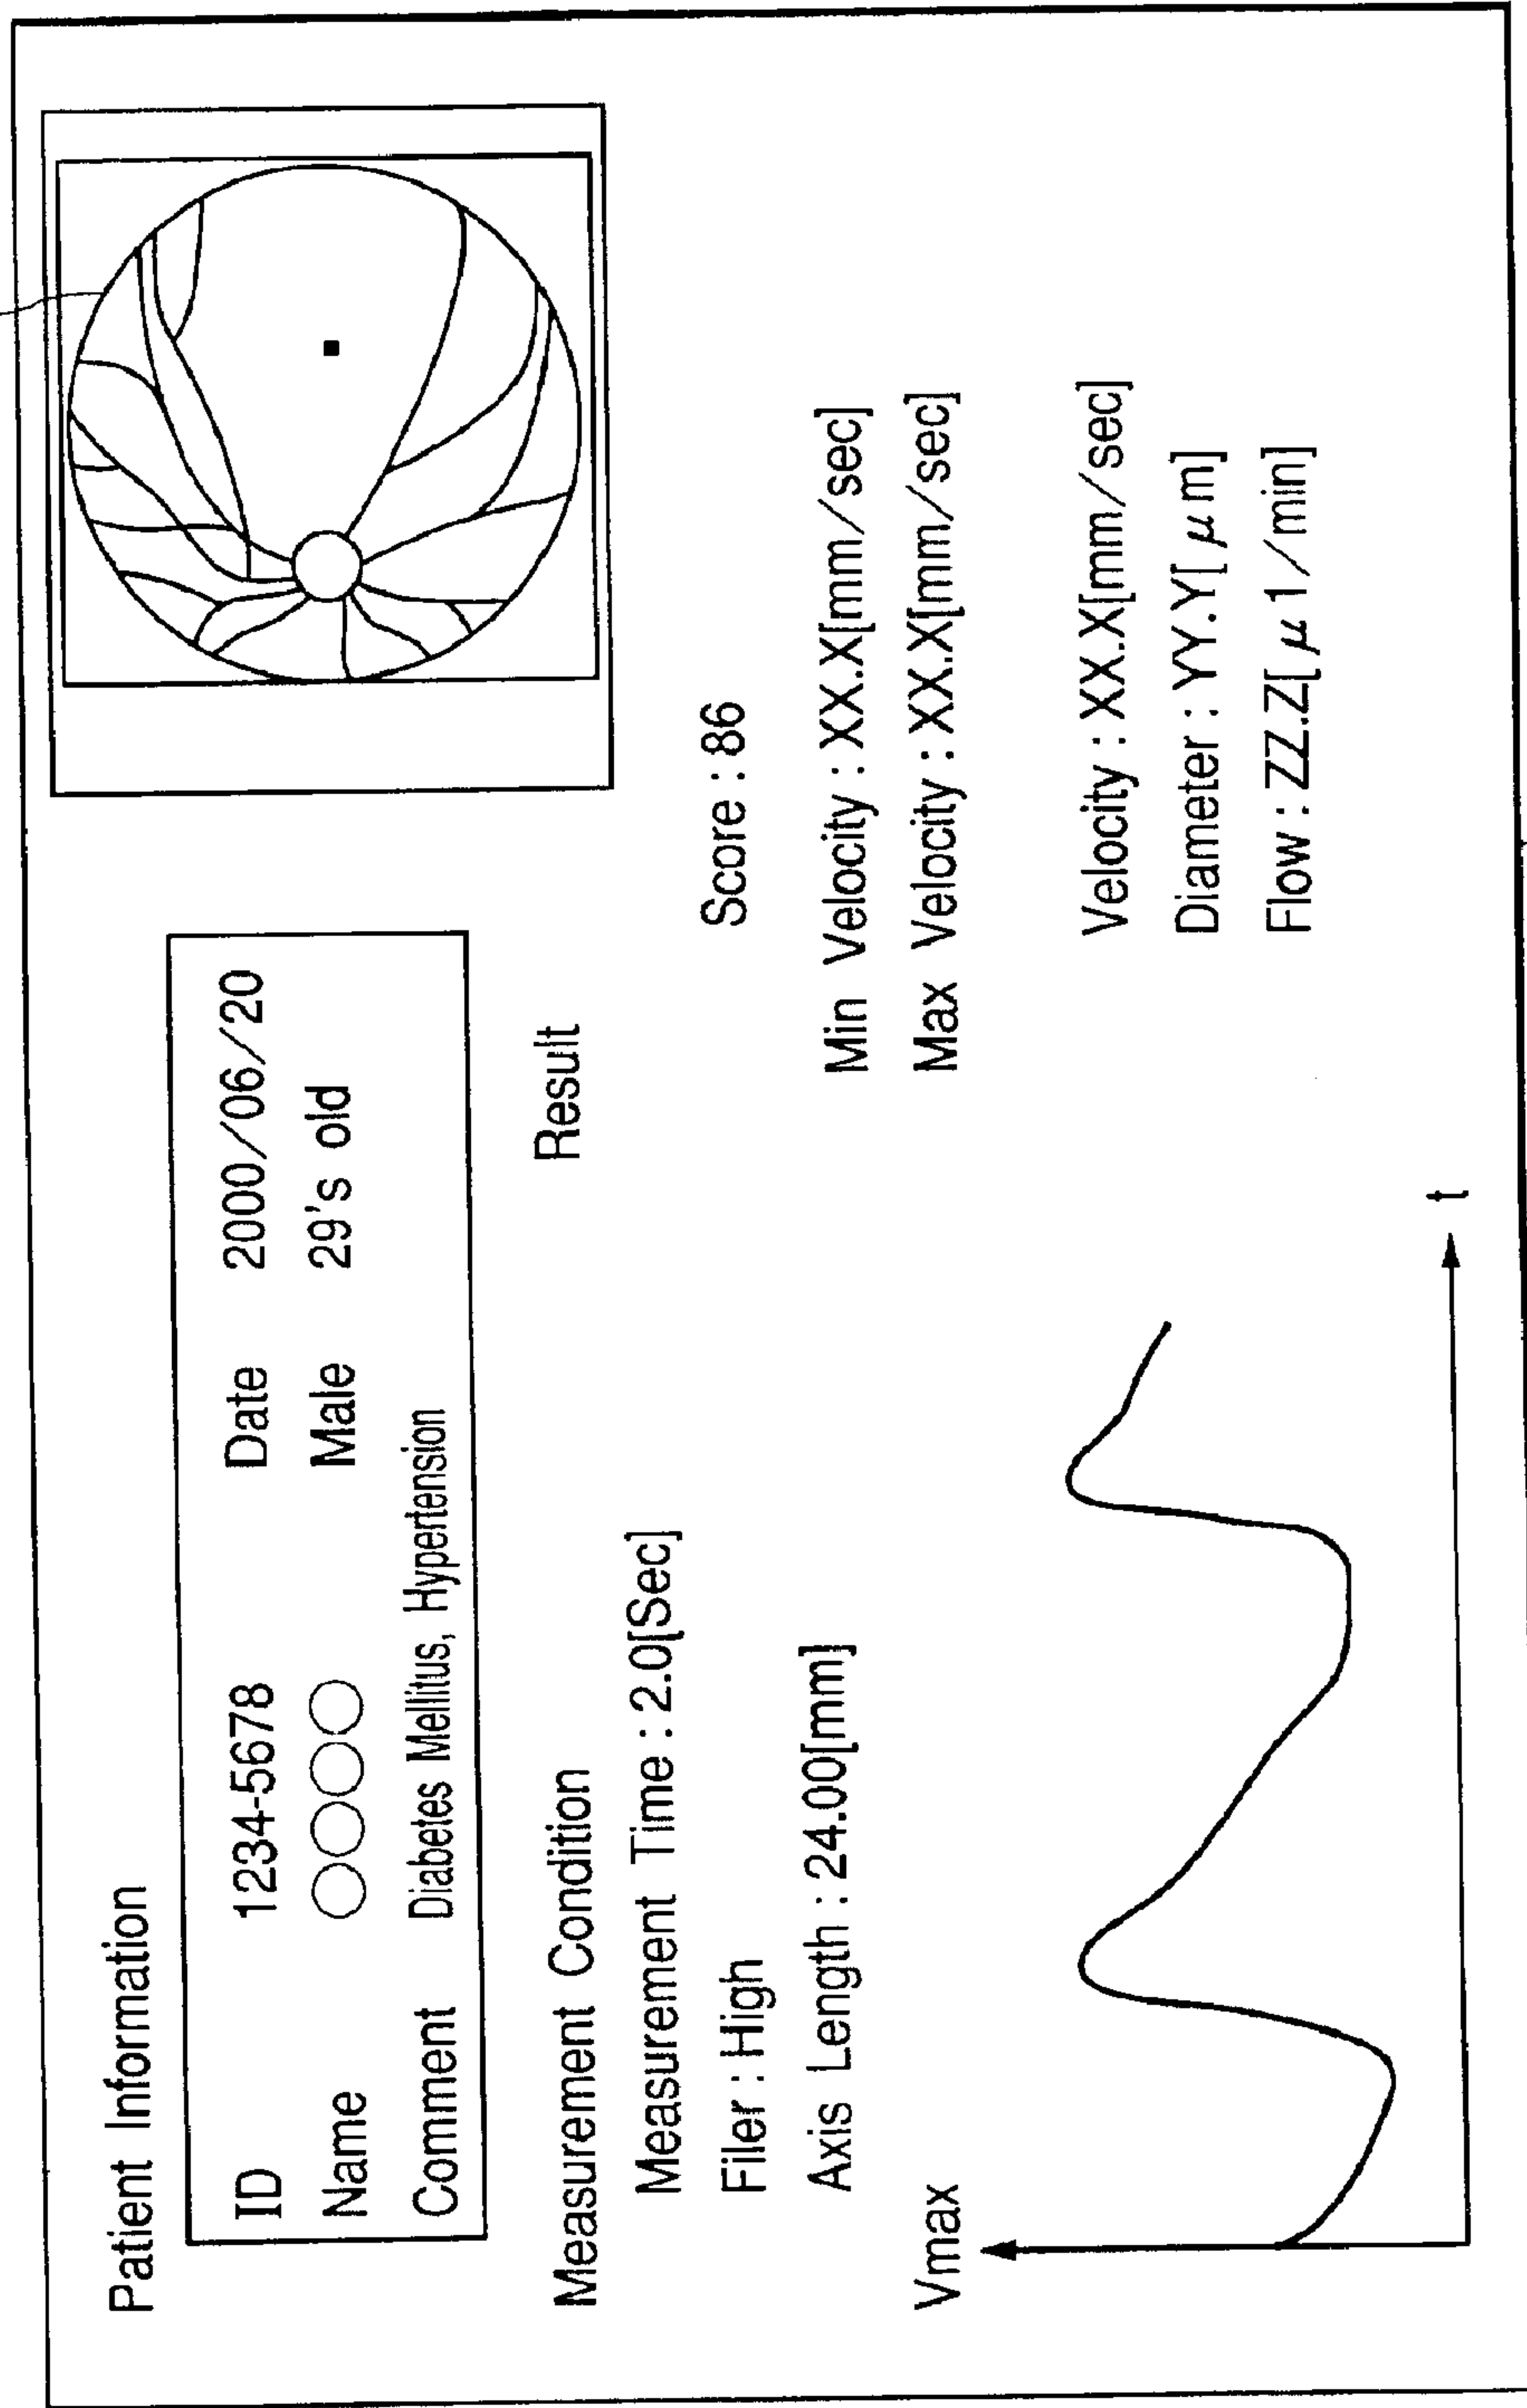 Patient Information
ID 1234-5678 Date 2000/06/20
Name ○○○○ Male 29's old
Comment Diabetes Mellitus, Hypertension
Measurement Condition
Measurement Time : 2.0[Sec]
Filer : High
Axis Length : 24.00[mm]
Result
Score : 86
Min Velocity : XX.X[mm/sec]
Max Velocity : XX.X[mm/sec]
Velocity : XX.X[mm/sec]
Diameter : YY.Y[μm]
Flow : ZZ.Z[μ1/min]
Vmax
t